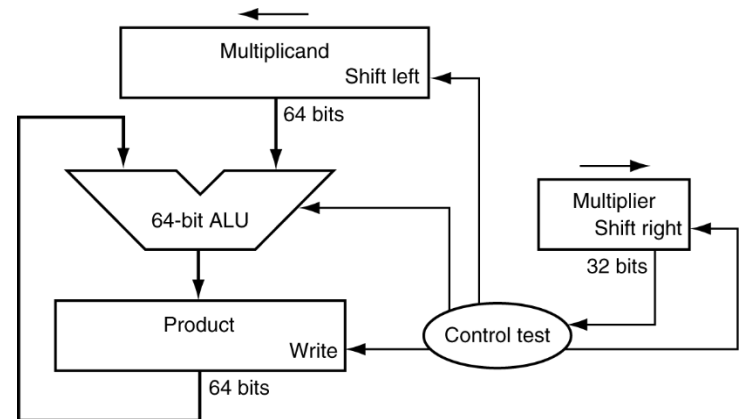 Multiplicand
Shift left
64 bits
64-bit ALU
Multiplier
Shift right
32 bits
Product
Write
Control test
64 bits